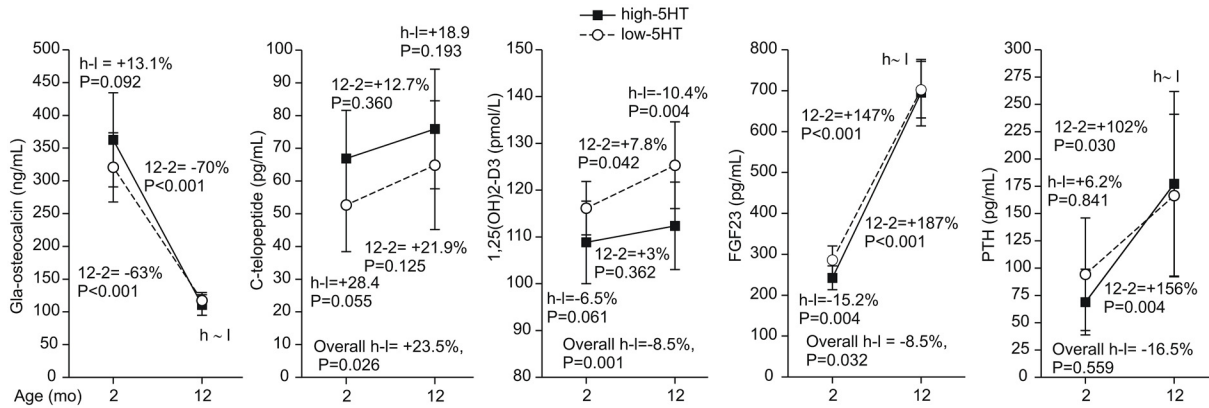 high-5HT
low-5HT
Gla-osteocalcin (ng/mL)
500
450
400
350
300
250
200
150
100
50
0
h-l = +13.1%
P=0.092
12-2= -70%
P<0.001
12-2= -63%
P<0.001
h ~ l
Age (mo)
2
12
C-telopeptide (pg/mL)
100
90
80
70
60
50
40
30
20
10
0
h-l=+18.9
P=0.193
12-2=+12.7%
P=0.360
12-2= +21.9%
P=0.125
h-l=+28.4
P=0.055
Overall h-l= +23.5%,
P=0.026
2
12
1,25(OH)2-D3 (pmol/L)
150
140
130
120
110
100
90
80
h-l=-10.4%
P=0.004
12-2=+7.8%
P=0.042
12-2=+3%
P=0.362
h-l=-6.5%
P=0.061
Overall h-l=-8.5%,
P=0.001
2
12
FGF23 (pg/mL)
800
700
600
500
400
300
200
100
0
h~ l
12-2=+147%
P<0.001
12-2=+187%
P<0.001
h-l=-15.2%
P=0.004
Overall h-l = -8.5%,
P=0.032
2
12
PTH (pg/mL)
300
275
250
225
200
175
150
125
100
75
50
25
0
h~ l
12-2=+102%
P=0.030
h-l=+6.2%
P=0.841
12-2=+156%
P=0.004
Overall h-l= -16.5%
P=0.559
2
12